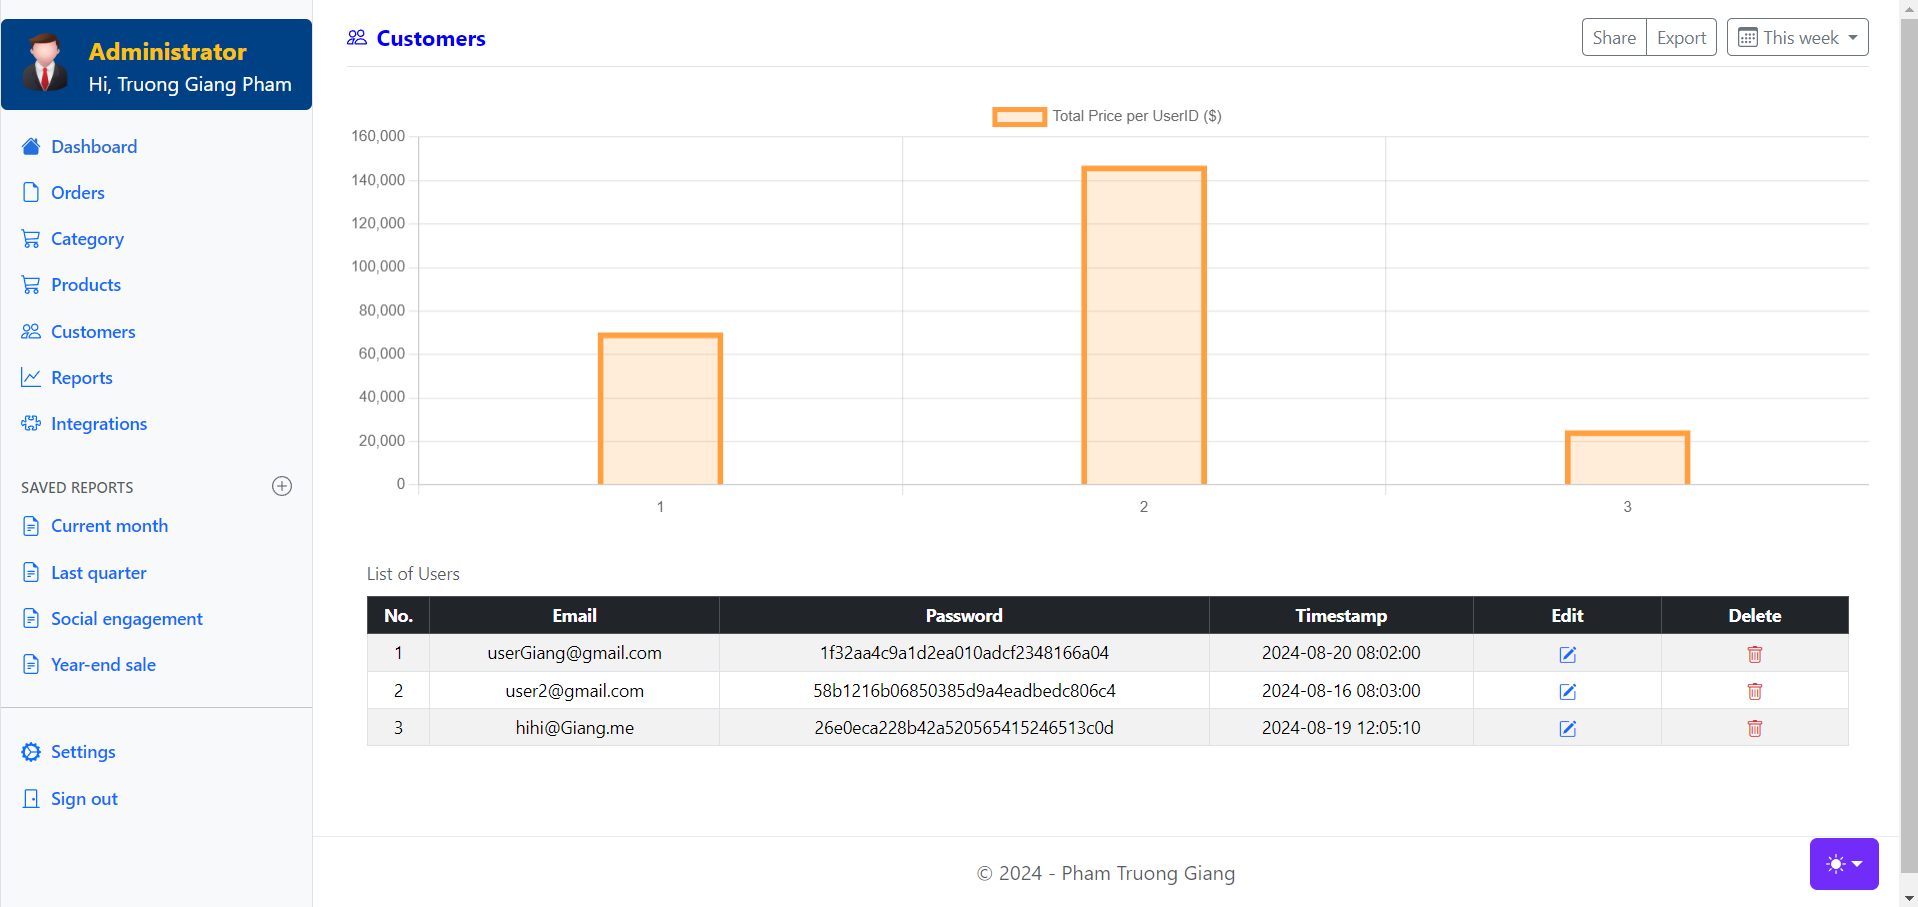 Administrator
Hi, Truong Giang Pham
Dashboard
Orders
Category
Products
Customers
Reports
Integrations
SAVED REPORTS
Current month
Last quarter
Social engagement
Year-end sale
Settings
Sign out
Customers
Share Export This week
Total Price per UserID ($)
160,000
140,000
120,000
100,000
80,000
60,000
40,000
20,000
0
1 2 3
List of Users
No. Email Password Timestamp Edit Delete
1 userGiang@gmail.com 1f32aa4c9a1d2ea010adcf2348166a04 2024-08-20 08:02:00
2 user2@gmail.com 58b1216b06850385d9a4eadbedc806c4 2024-08-16 08:03:00
3 hihi@Giang.me 26e0eca228b42a520565415246513c0d 2024-08-19 12:05:10
© 2024 - Pham Truong Giang